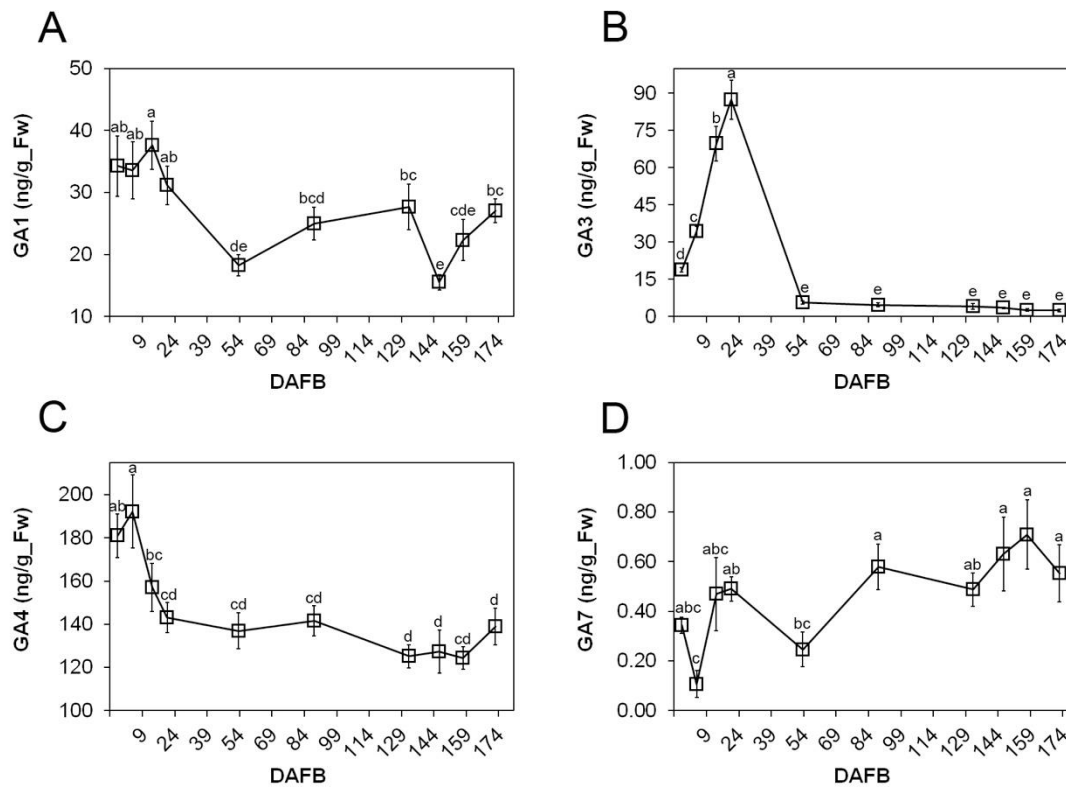 A
GA1 (ng/g_Fw)
50
40
30
20
10
ab ab a ab de bcd bc e cde bc
9 24 39 54 69 84 99 114 129 144 159 174
DAFB
B
GA3 (ng/g_Fw)
90
75
60
45
30
15
0
d c b a e e e e e e
9 24 39 54 69 84 99 114 129 144 159 174
DAFB
C
GA4 (ng/g_Fw)
200
180
160
140
120
100
ab a bc cd cd cd d d cd d
9 24 39 54 69 84 99 114 129 144 159 174
DAFB
D
GA7 (ng/g_Fw)
1.00
0.80
0.60
0.40
0.20
0.00
abc c abc ab bc a ab a a a
9 24 39 54 69 84 99 114 129 144 159 174
DAFB